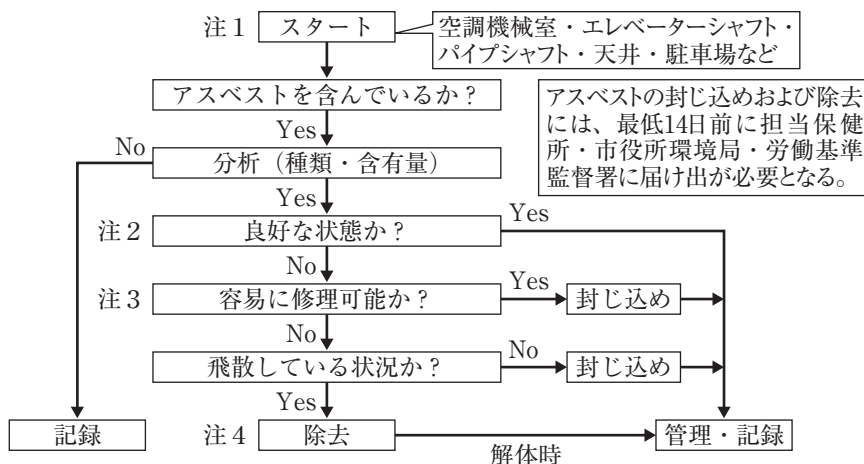 注1
スタート
空調機械室・エレベーターシャフト・
パイプシャフト・天井・駐車場など
アスベストを含んでいるか?
アスベストの封じ込めおよび除去
には、最低14日前に担当保健
所・市役所環境局・労働基準
監督署に届け出が必要となる。
Yes
No
分析(種類・含有量)
Yes
注2
良好な状態か?
Yes
No
注3
容易に修理可能か?
Yes
封じ込め
No
飛散している状況か?
No
封じ込め
Yes
記録
注4
除去
解体時
管理・記録